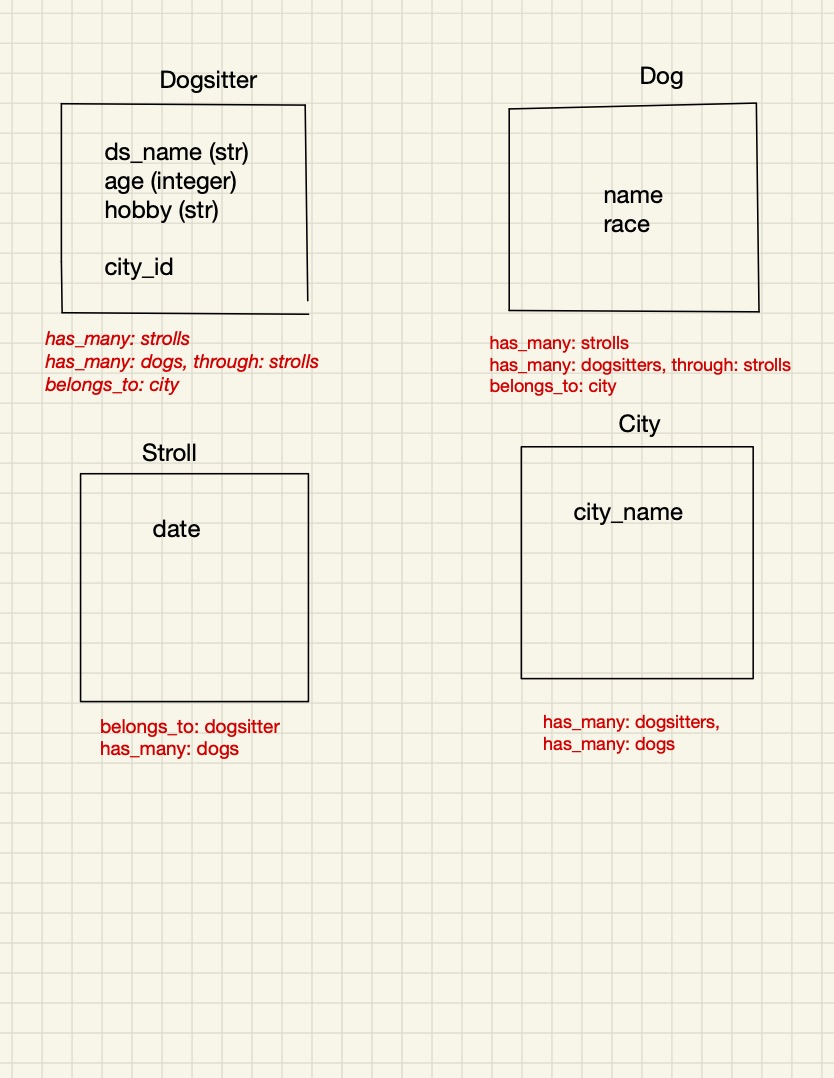 Dogsitter
ds_name (str)
age (integer)
hobby (str)
city_id
has_many: strolls
has_many: dogs, through: strolls
belongs_to: city
Dog
name
race
has_many: strolls
has_many: dogsitters, through: strolls
belongs_to: city
Stroll
date
belongs_to: dogsitter
has_many: dogs
City
city_name
has_many: dogsitters,
has_many: dogs